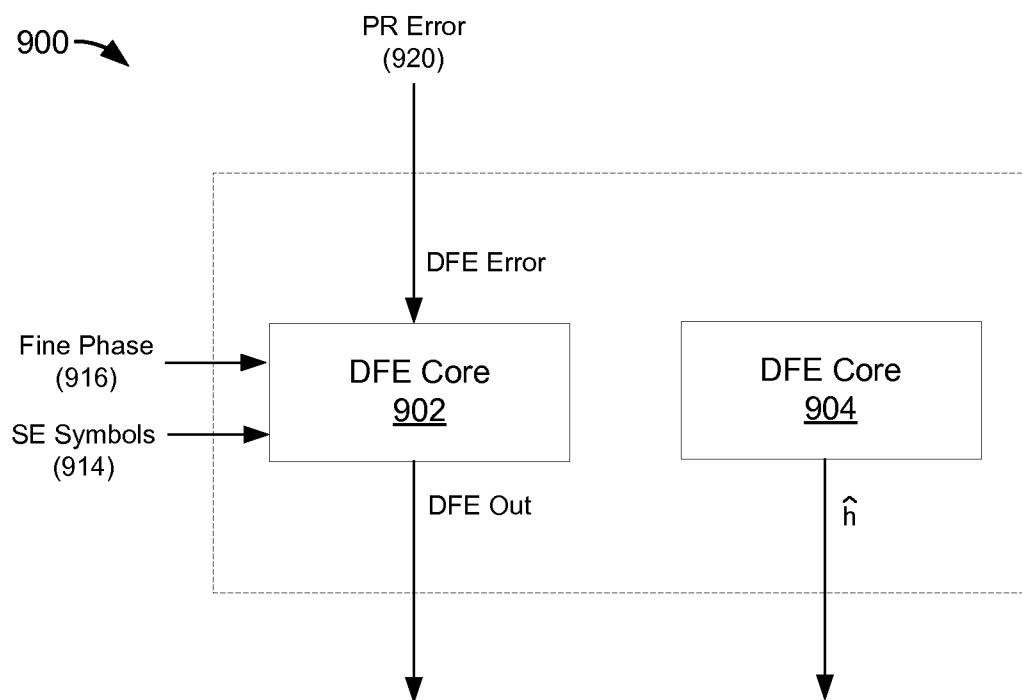 900
PR Error
(920)
DFE Error
Fine Phase
(916)
SE Symbols
(914)
DFE Core
902
DFE Core
904
DFE Out
ĥ